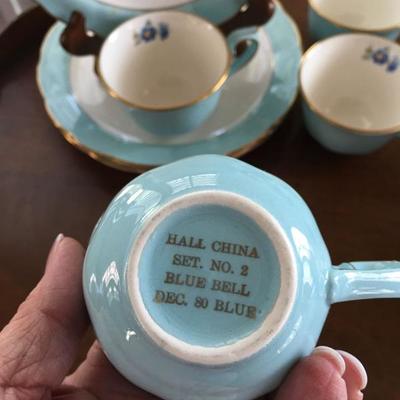 HALL CHINA
SET. NO. 2
BLUE BELL
DEC. 80 BLUE